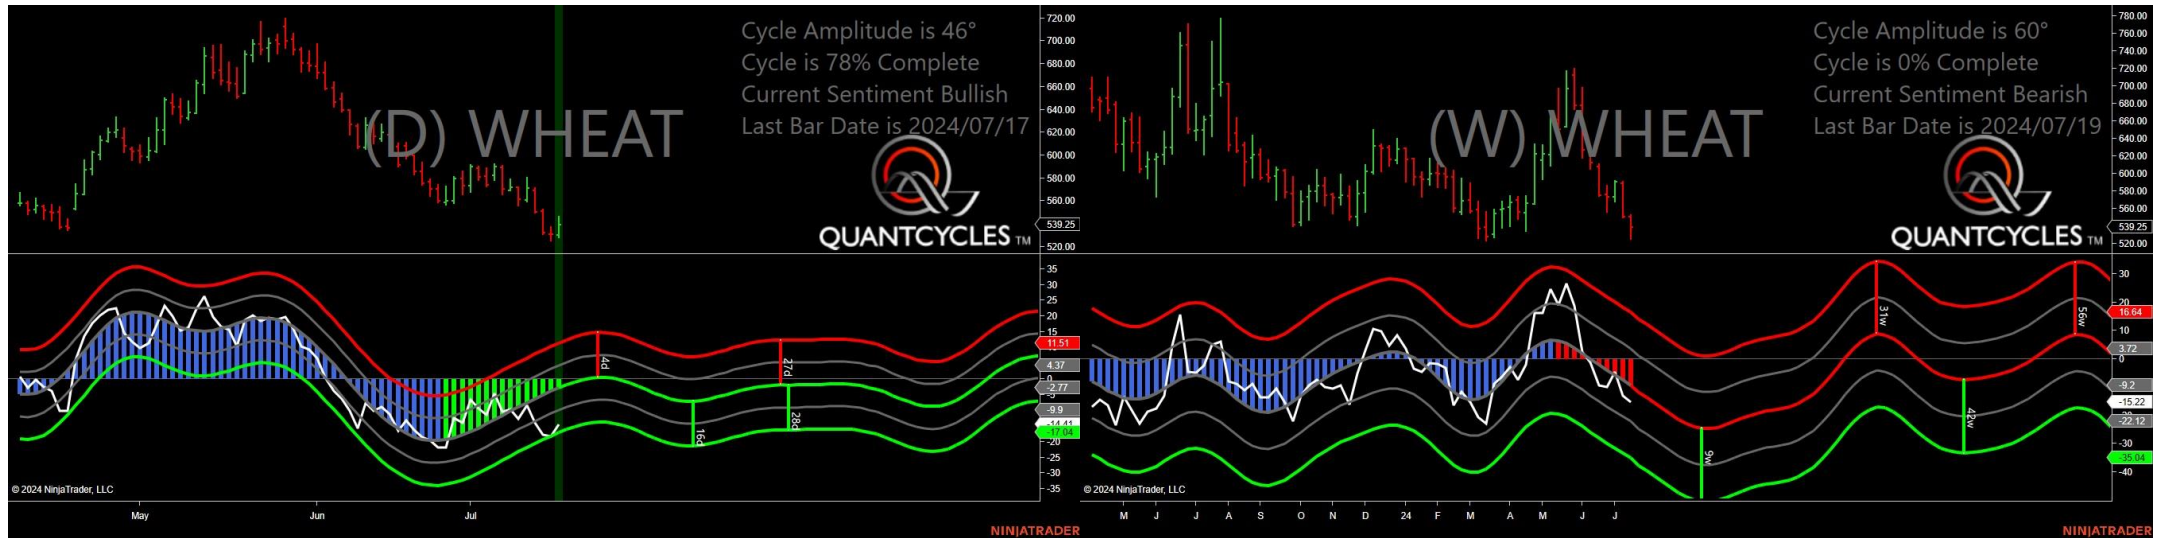 Cycle Amplitude is 46°
Cycle is 78% Complete
Current Sentiment Bullish
Last Bar Date is 2024/07/17
(D) WHEAT
QUANTCYCLES TM
720.00
700.00
680.00
660.00
640.00
620.00
600.00
580.00
560.00
539.25
520.00
35
30
25
20
15
11.51
4.37
0
-2.77
-5
-9.9
-14.41
-17.04
-20
-25
-30
-35
4d
16d
27d
28d
© 2024 NinjaTrader, LLC
May
Jun
Jul
NINJATRADER
Cycle Amplitude is 60°
Cycle is 0% Complete
Current Sentiment Bearish
Last Bar Date is 2024/07/19
(W) WHEAT
QUANTCYCLES TM
780.00
760.00
740.00
720.00
700.00
680.00
660.00
640.00
620.00
600.00
580.00
560.00
539.25
520.00
30
20
16.64
10
3.72
0
-9.2
-15.22
-22.12
-30
-35.04
-40
9w
31w
42w
56w
© 2024 NinjaTrader, LLC
M J J A S O N D 24 F M A M J J
NINJATRADER